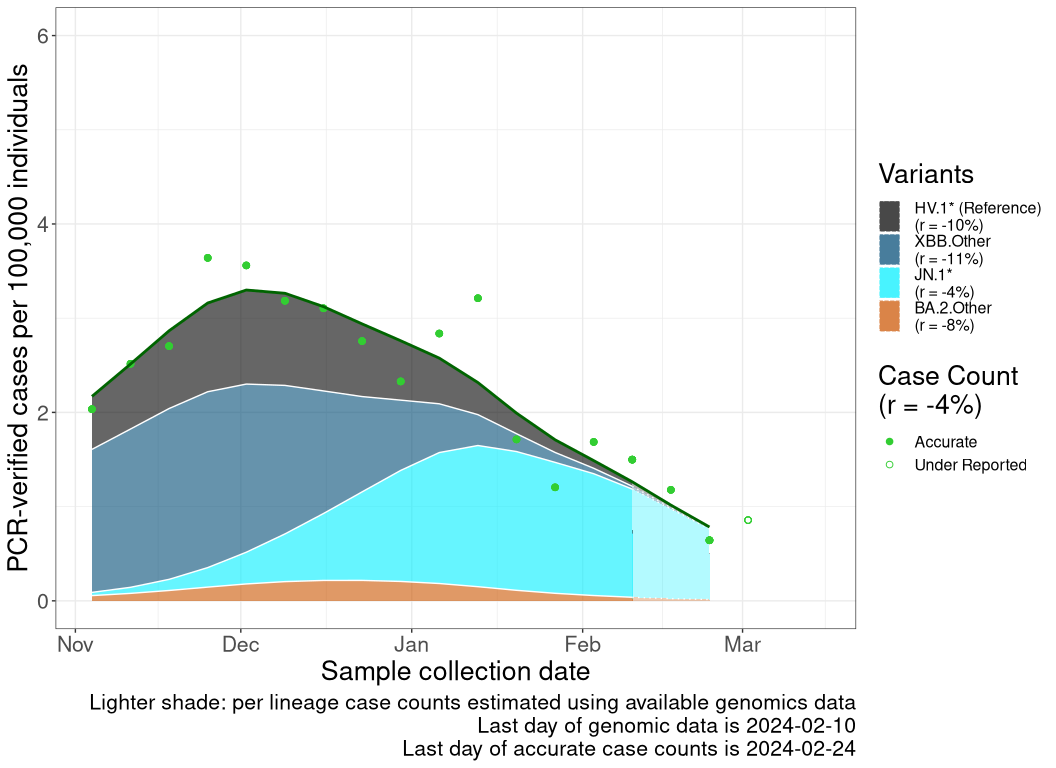 PCR-verified cases per 100,000 individuals
6
4
2
0
Nov
Dec
Jan
Feb
Mar
Sample collection date
Lighter shade: per lineage case counts estimated using available genomics data
Last day of genomic data is 2024-02-10
Last day of accurate case counts is 2024-02-24
Variants
HV.1* (Reference)
(r = -10%)
XBB.Other
(r = -11%)
JN.1*
(r = -4%)
BA.2.Other
(r = -8%)
Case Count
(r = -4%)
Accurate
Under Reported